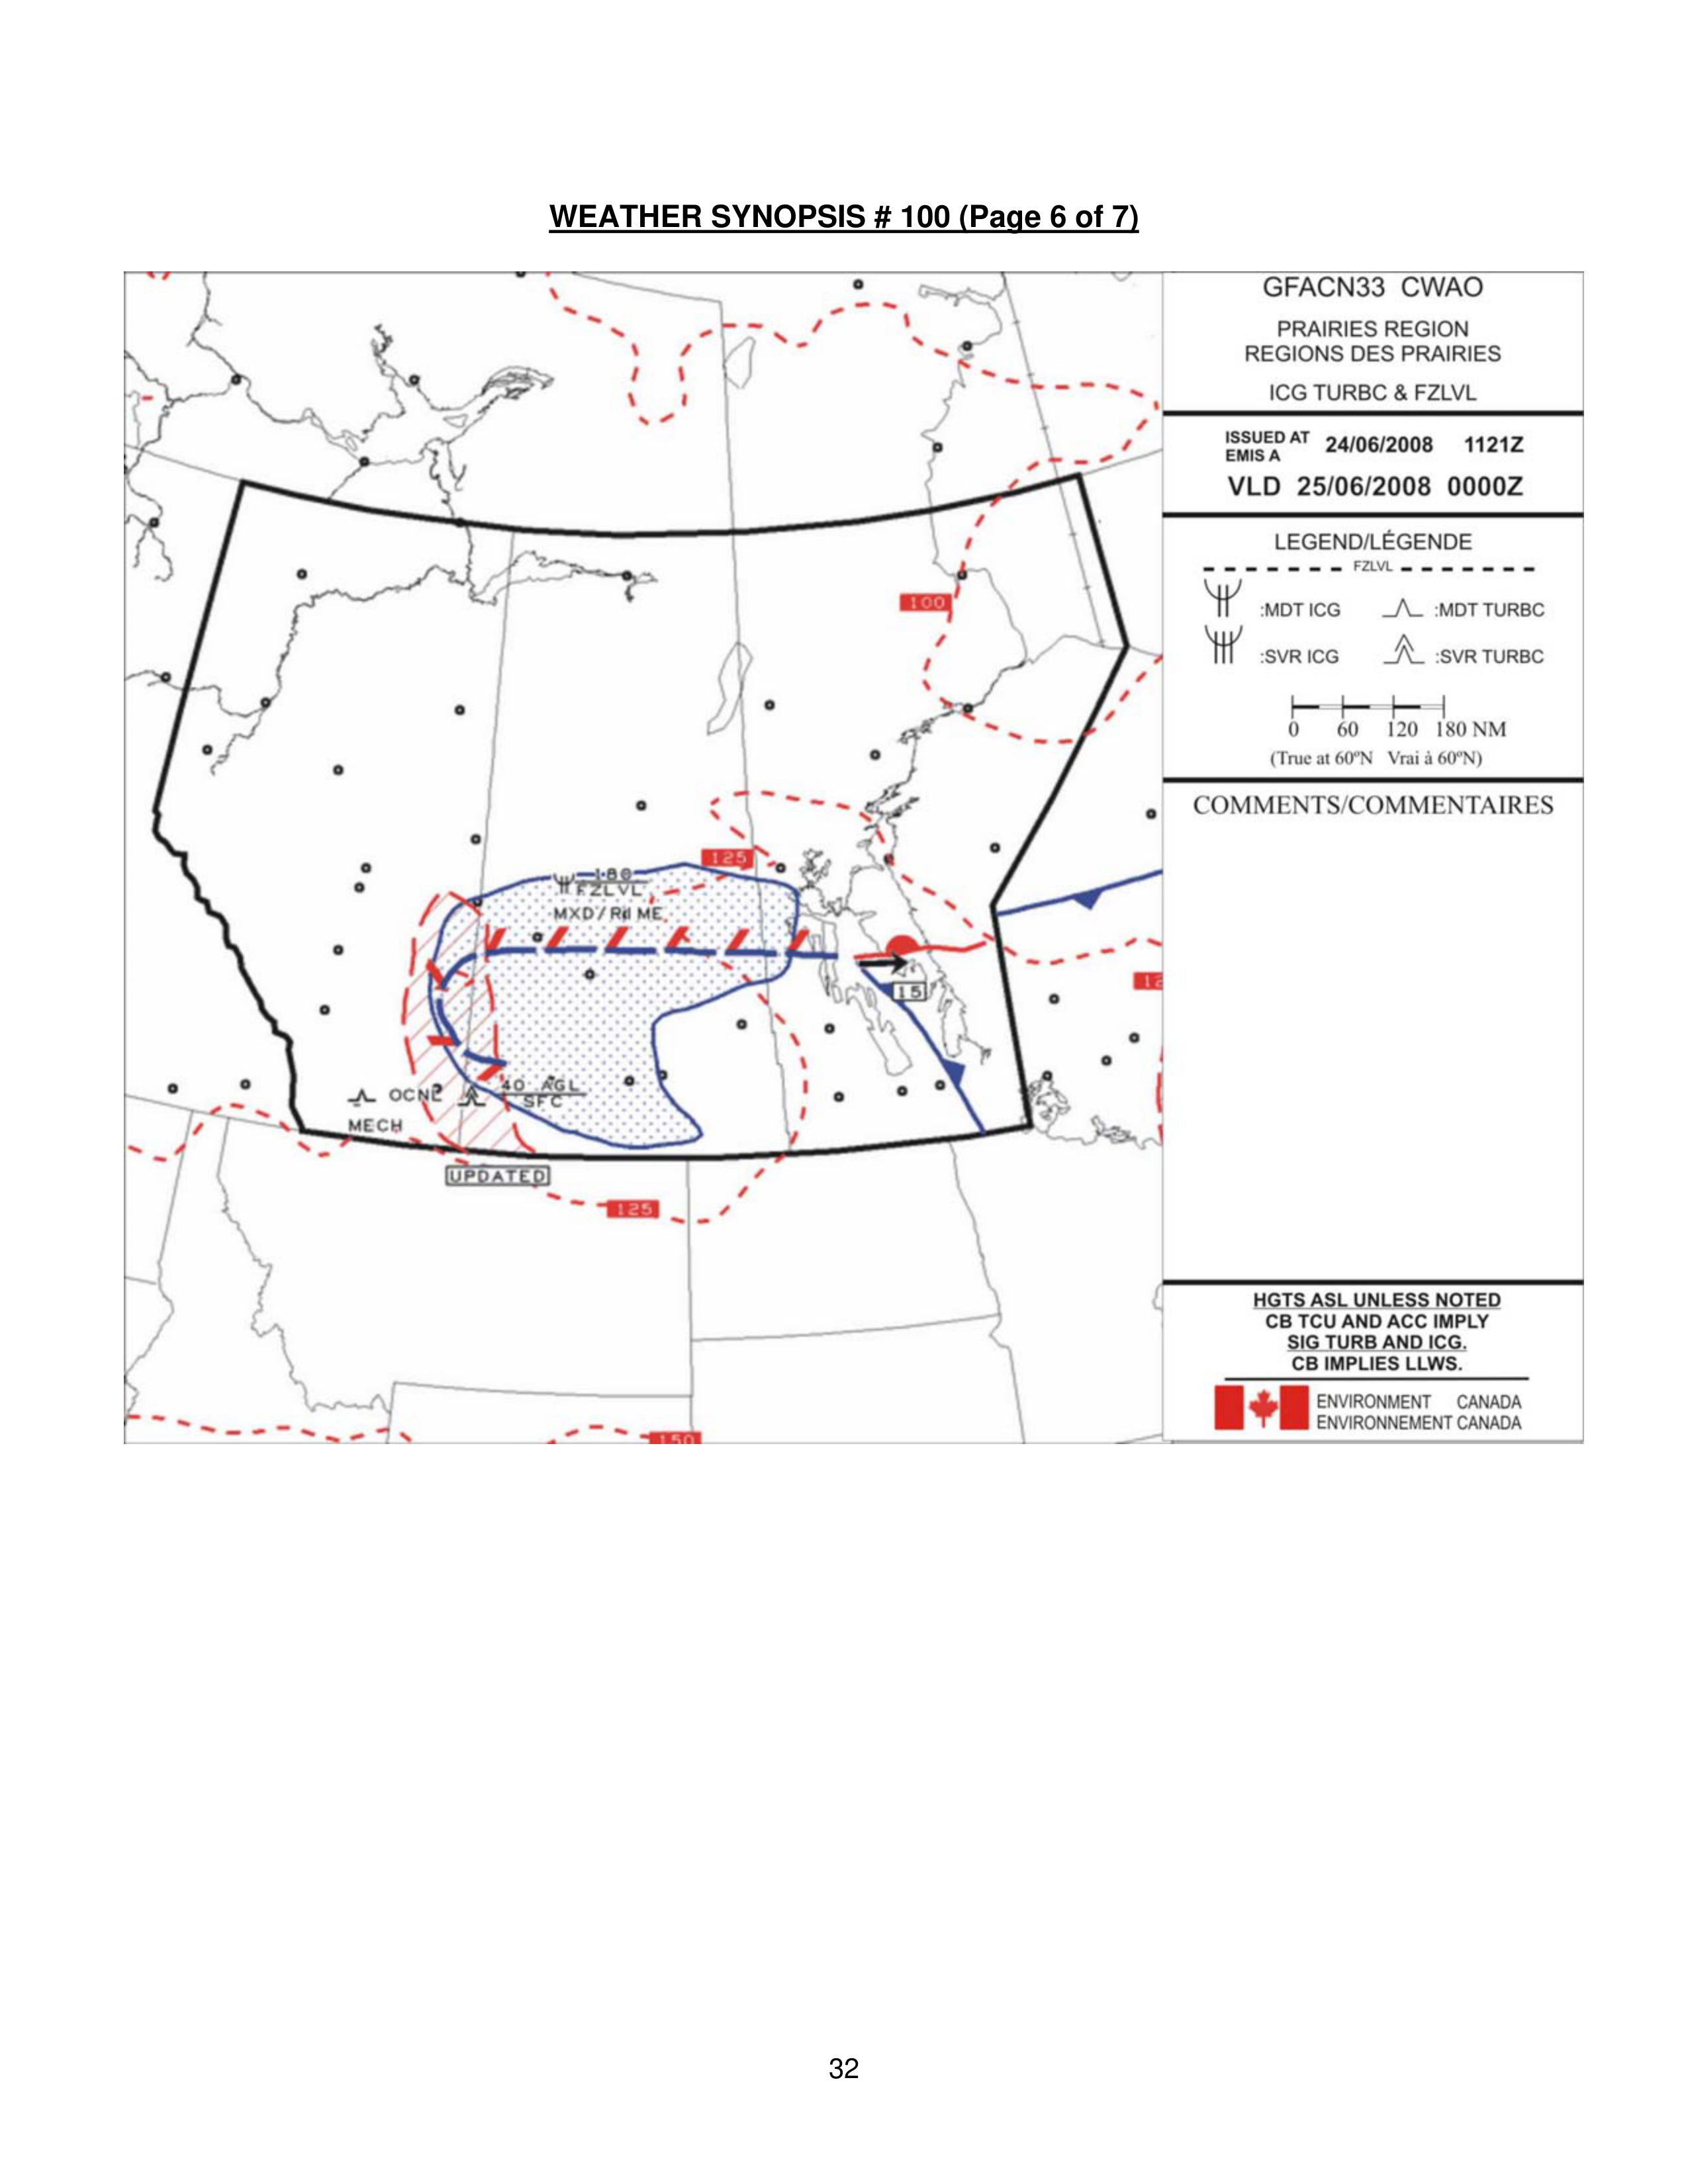 WEATHER SYNOPSIS # 100 (Page 6 of 7)
GFACN33 CWAO
PRAIRIES REGION
REGIONS DES PRAIRIES
ICG TURBC & FZLVL
ISSUED AT 24/06/2008 1121Z
EMIS A
VLD 25/06/2008 0000Z
LEGEND/LÉGENDE
FZLVL
:MDT ICG :MDT TURBC
:SVR ICG :SVR TURBC
0 60 120 180 NM
(True at 60ºN Vrai à 60ºN)
COMMENTS/COMMENTAIRES
100
125
180
FZLVL
MXD/RIME
15
OCNL 40 AGL
SFC
MECH
UPDATED
125
150
HGTS ASL UNLESS NOTED
CB TCU AND ACC IMPLY
SIG TURB AND ICG.
CB IMPLIES LLWS.
ENVIRONMENT CANADA
ENVIRONNEMENT CANADA
32